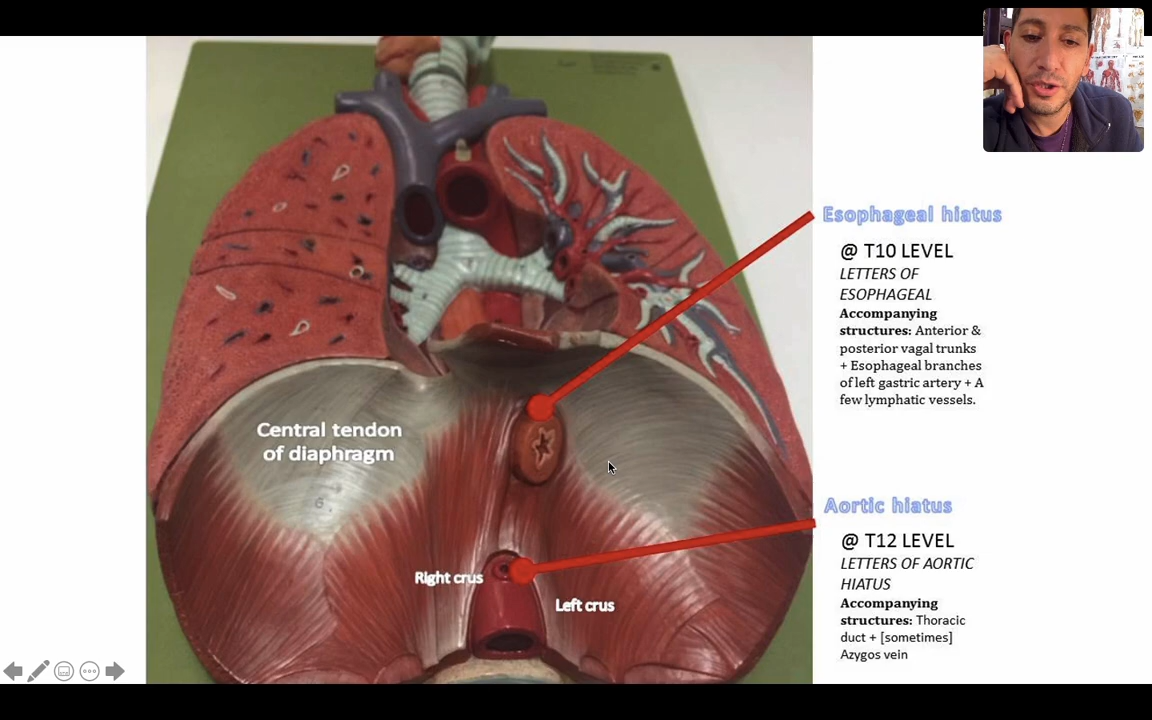 Esophageal hiatus
@ T10 LEVEL
LETTERS OF
ESOPHAGEAL
Accompanying
structures: Anterior &
posterior vagal trunks
+ Esophageal branches
of left gastric artery + A
few lymphatic vessels.
Central tendon
of diaphragm
Aortic hiatus
@ T12 LEVEL
LETTERS OF AORTIC
HIATUS
Accompanying
structures: Thoracic
duct + [sometimes]
Azygos vein
Right crus
Left crus
6